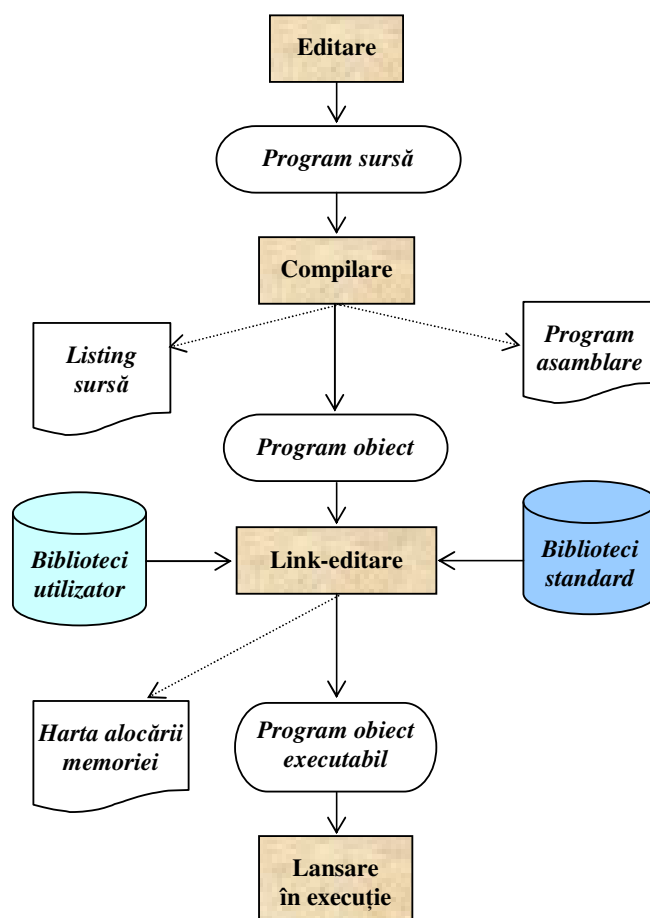 Editare
Program sursă
Compilare
Listing
sursă
Program
asamblare
Program obiect
Biblioteci
utilizator
Link-editare
Biblioteci
standard
Harta alocării
memoriei
Program obiect
executabil
Lansare
în execuție